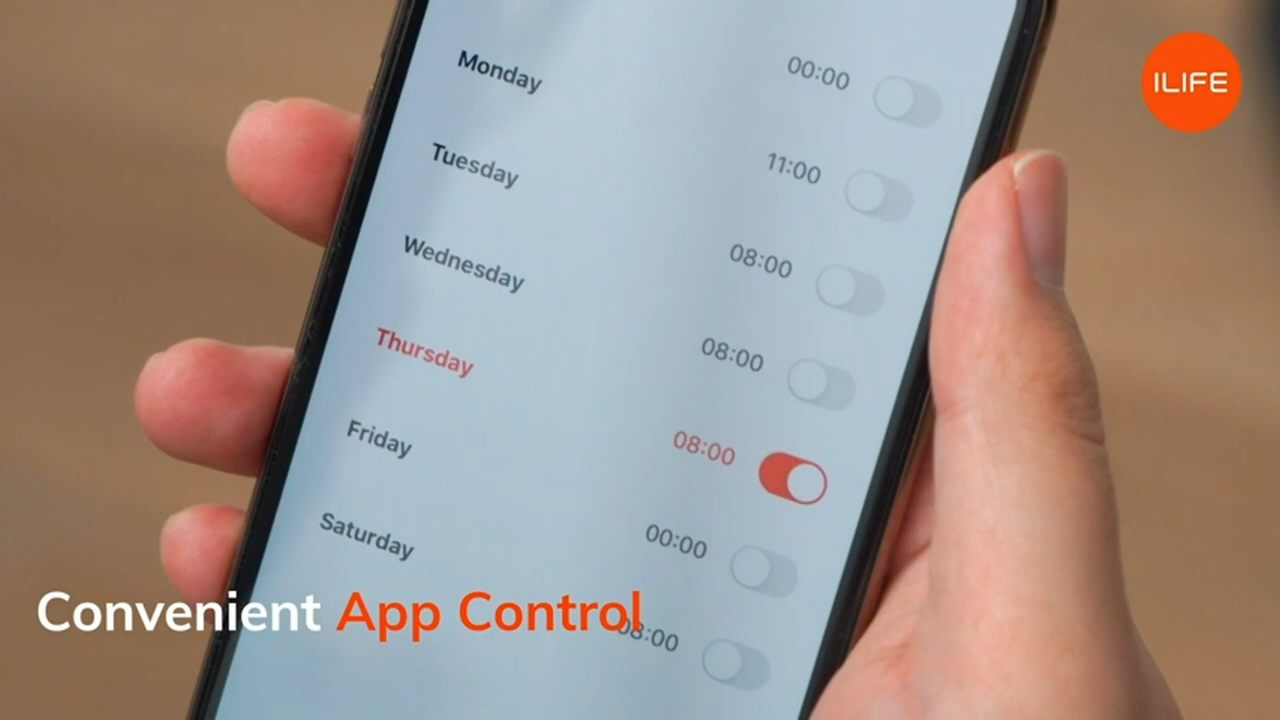 ILIFE
00:00
Monday 11:00
Tuesday 08:00
Wednesday 08:00
Thursday 08:00
Friday 00:00
Saturday 08:00
Convenient App Control